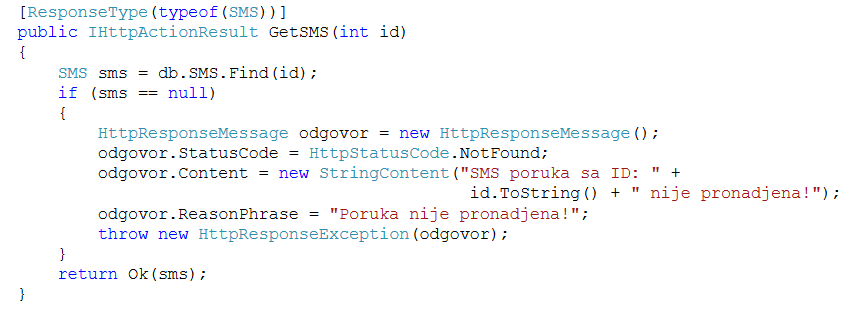 [ResponseType(typeof(SMS))]
public IHttpActionResult GetSMS(int id)
{
    SMS sms = db.SMS.Find(id);
    if (sms == null)
    {
        HttpResponseMessage odgovor = new HttpResponseMessage();
        odgovor.StatusCode = HttpStatusCode.NotFound;
        odgovor.Content = new StringContent("SMS poruka sa ID: " +
                                             id.ToString() + " nije pronadjena!");
        odgovor.ReasonPhrase = "Poruka nije pronadjena!";
        throw new HttpResponseException(odgovor);
    }
    return Ok(sms);
}